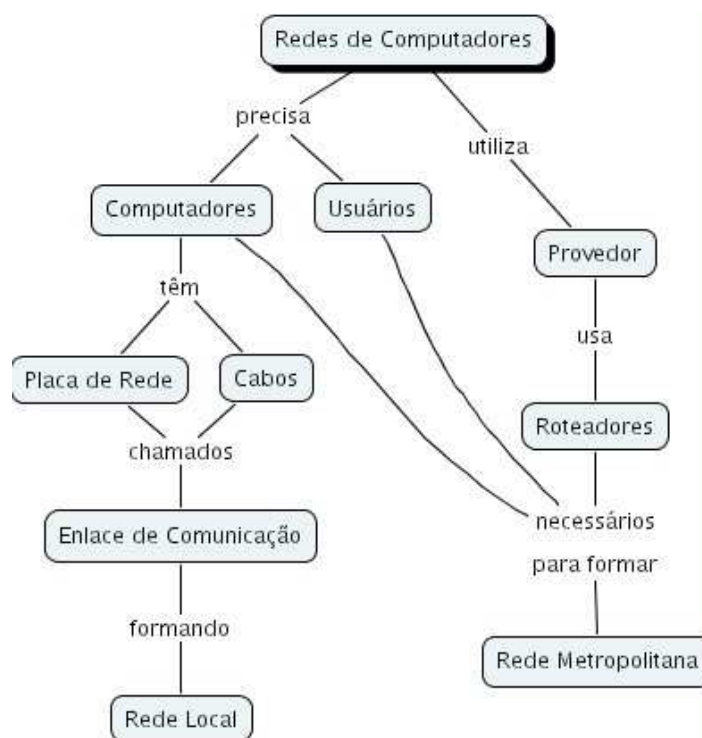 Redes de Computadores
precisa
utiliza
Computadores
Usuários
Provedor
têm
usa
Placa de Rede
Cabos
Roteadores
chamados
Enlace de Comunicação
necessários
para formar
formando
Rede Metropolitana
Rede Local